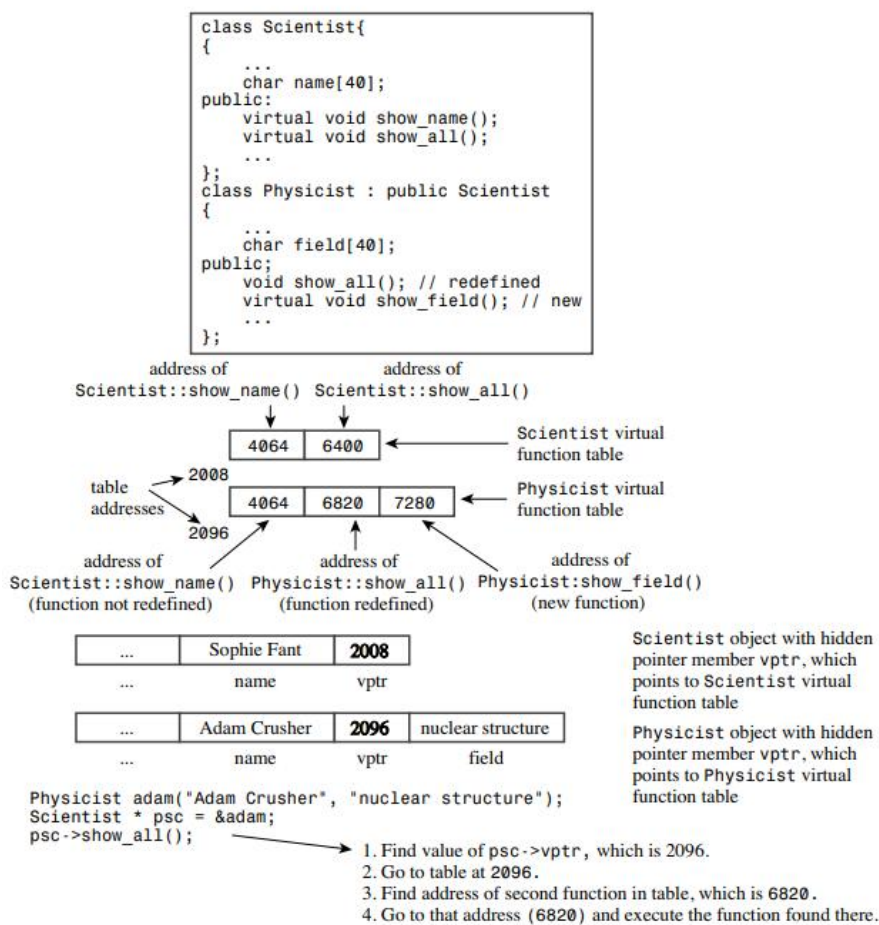 class Scientist{
{
...
char name[40];
public:
virtual void show_name();
virtual void show_all();
...
};
class Physicist : public Scientist
{
...
char field[40];
public;
void show_all(); // redefined
virtual void show_field(); // new
...
};
address of
Scientist::show_name()
address of
Scientist::show_all()
4064 6400
Scientist virtual
function table
2008
table
addresses
4064 6820 7280
Physicist virtual
function table
2096
address of
Scientist::show_name()
(function not redefined)
address of
Physicist::show_all()
(function redefined)
address of
Physicist:show_field()
(new function)
... Sophie Fant 2008
... name vptr
Scientist object with hidden
pointer member vptr, which
points to Scientist virtual
function table
... Adam Crusher 2096 nuclear structure
... name vptr field
Physicist object with hidden
pointer member vptr, which
points to Physicist virtual
function table
Physicist adam("Adam Crusher", "nuclear structure");
Scientist * psc = &adam;
psc->show_all();
1. Find value of psc->vptr, which is 2096.
2. Go to table at 2096.
3. Find address of second function in table, which is 6820.
4. Go to that address (6820) and execute the function found there.